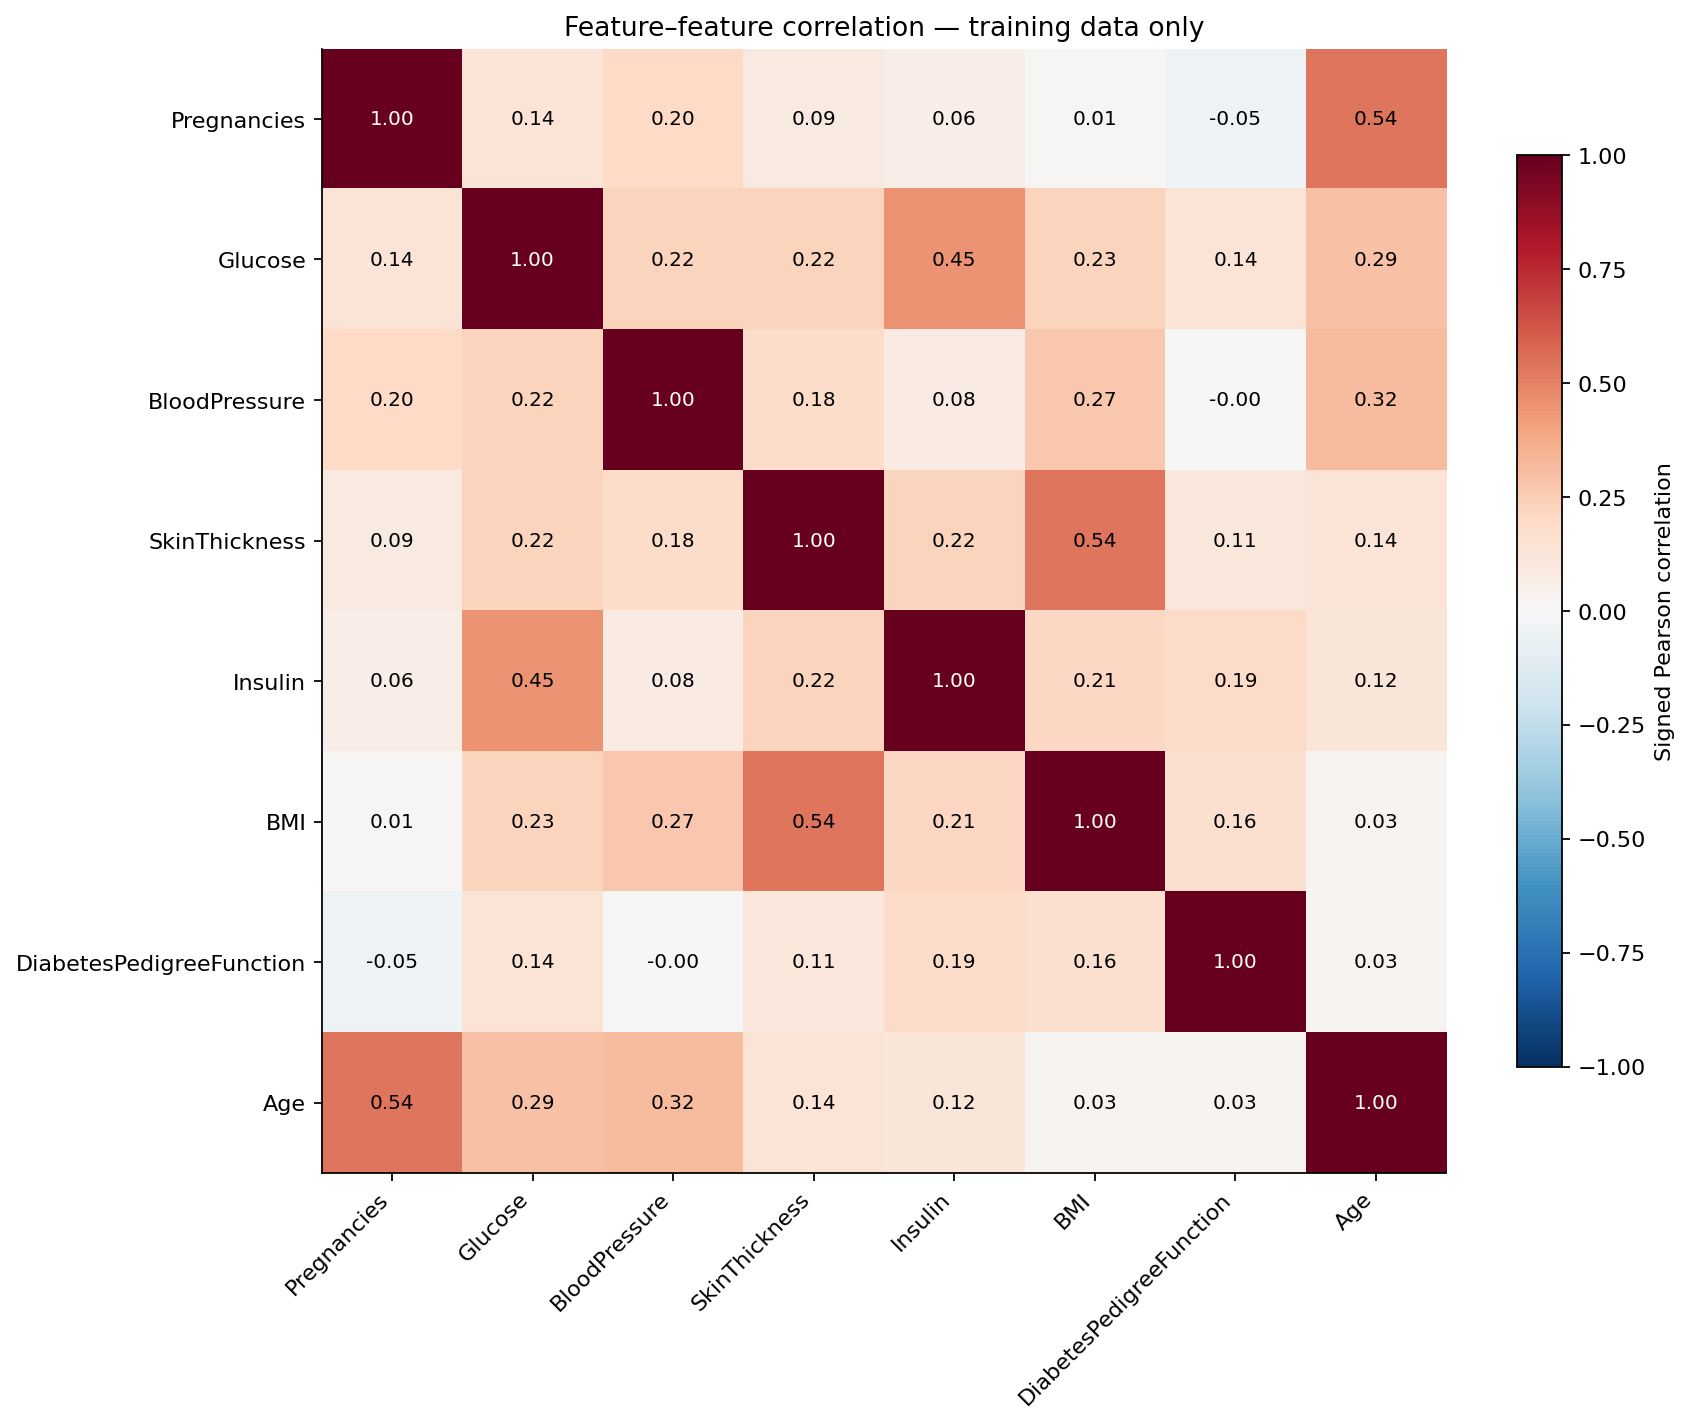 Feature–feature correlation — training data only
Pregnancies 1.00 0.14 0.20 0.09 0.06 0.01 -0.05 0.54
Glucose 0.14 1.00 0.22 0.22 0.45 0.23 0.14 0.29
BloodPressure 0.20 0.22 1.00 0.18 0.08 0.27 -0.00 0.32
SkinThickness 0.09 0.22 0.18 1.00 0.22 0.54 0.11 0.14
Insulin 0.06 0.45 0.08 0.22 1.00 0.21 0.19 0.12
BMI 0.01 0.23 0.27 0.54 0.21 1.00 0.16 0.03
DiabetesPedigreeFunction -0.05 0.14 -0.00 0.11 0.19 0.16 1.00 0.03
Age 0.54 0.29 0.32 0.14 0.12 0.03 0.03 1.00
Pregnancies
Glucose
BloodPressure
SkinThickness
Insulin
BMI
DiabetesPedigreeFunction
Age
1.00
0.75
0.50
0.25
0.00
−0.25
−0.50
−0.75
−1.00
Signed Pearson correlation